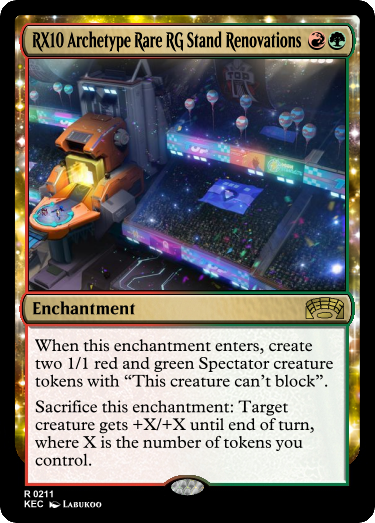 RX10 Archetype Rare RG Stand Renovations
Enchantment
When this enchantment enters, create
two 1/1 red and green Spectator creature
tokens with “This creature can’t block”.
Sacrifice this enchantment: Target
creature gets +X/+X until end of turn,
where X is the number of tokens you
control.
R 0211
KEC Labukoo